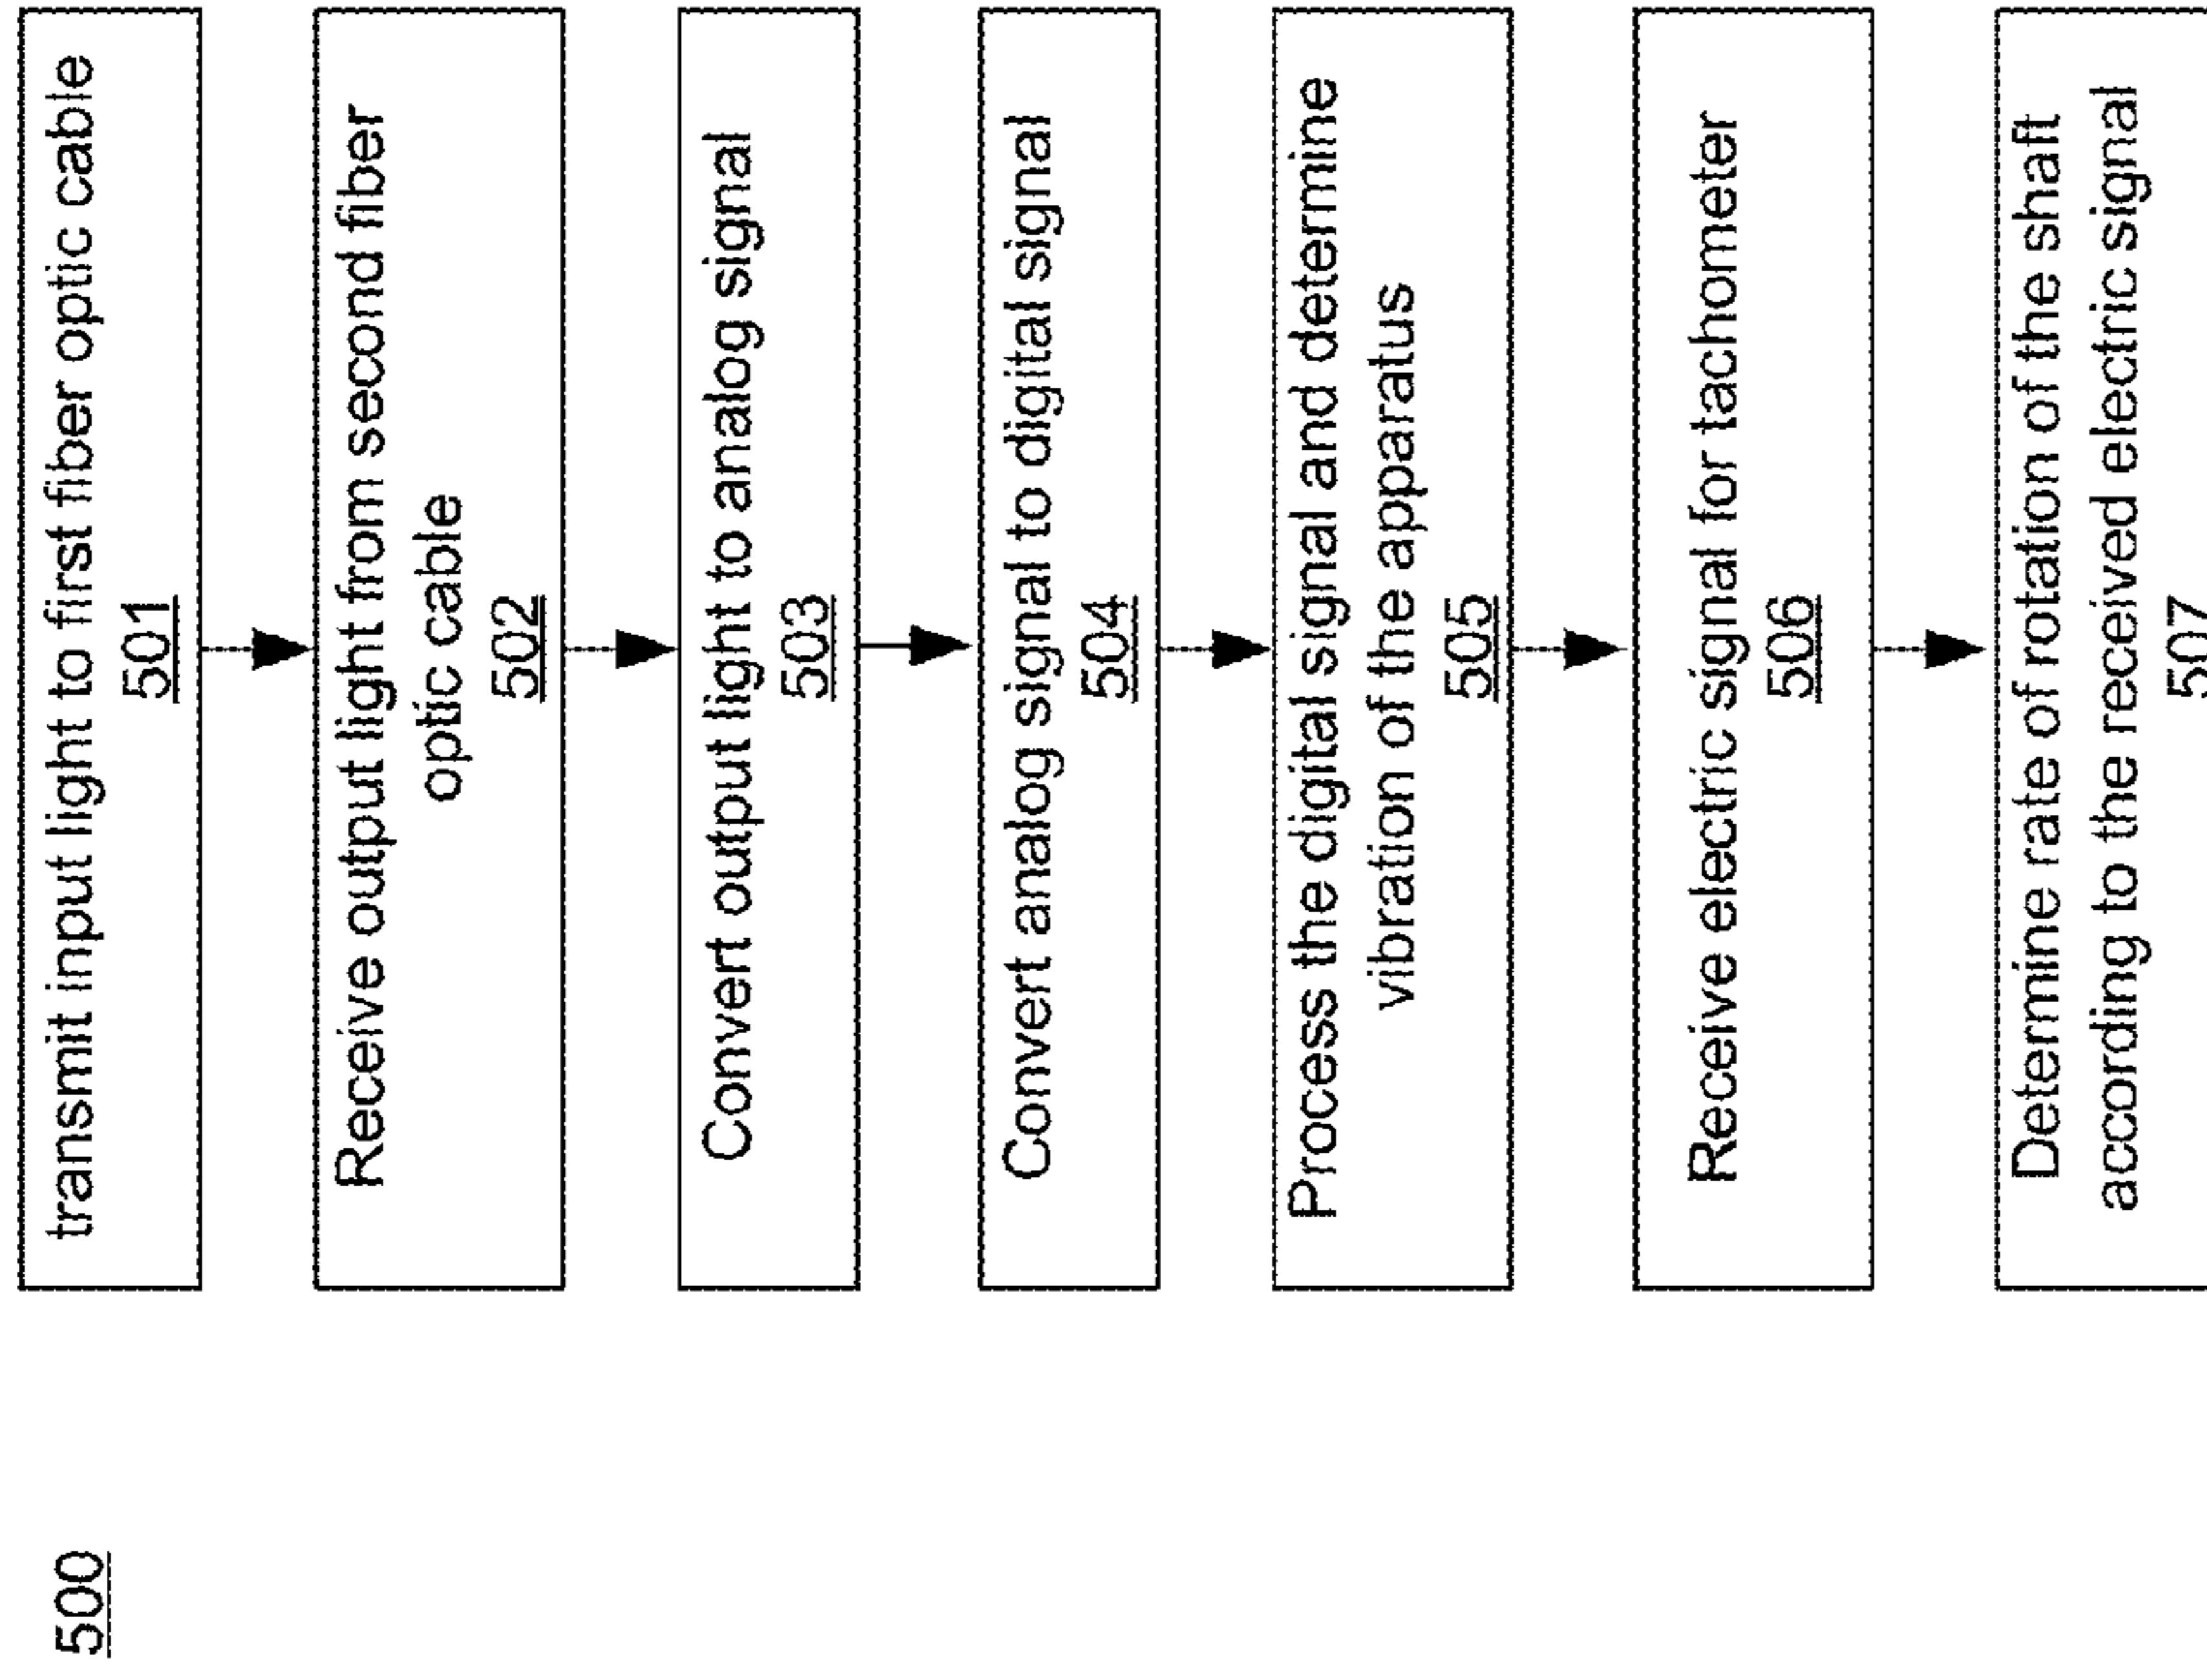 500
transmit input light to first fiber optic cable
501
Receive output light from second fiber
optic cable
502
Convert output light to analog signal
503
Convert analog signal to digital signal
504
Process the digital signal and determine
vibration of the apparatus
505
Receive electric signal for tachometer
506
Determine rate of rotation of the shaft
according to the received electric signal
507